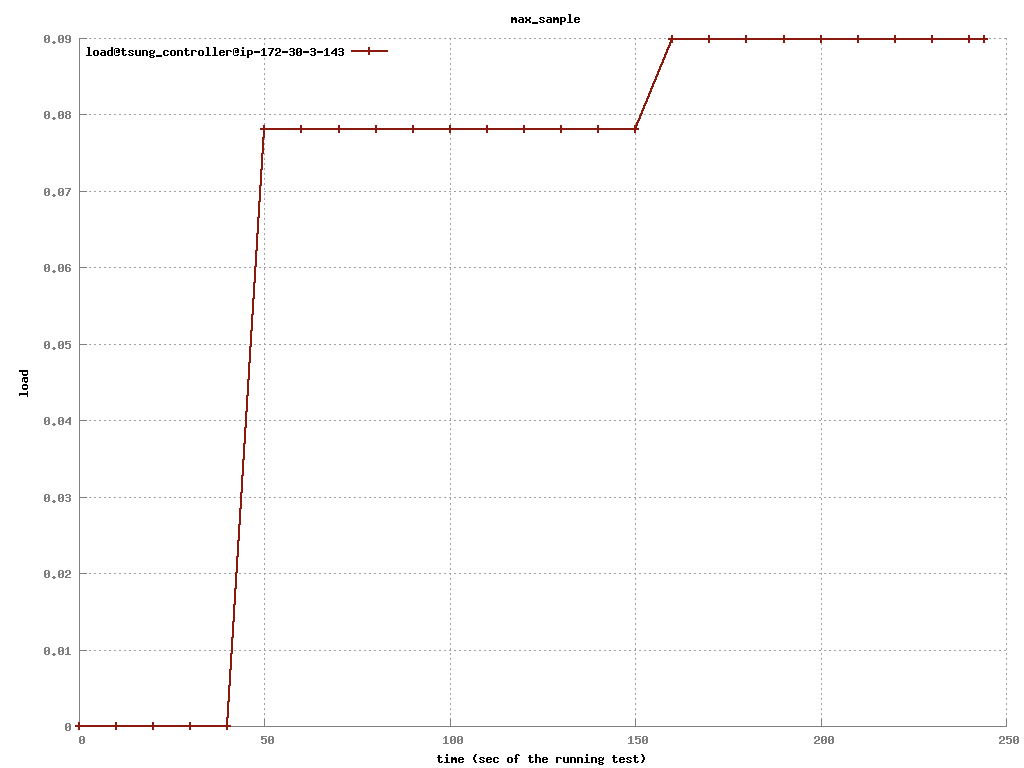 max_sample
load@tsung_controller@ip-172-30-3-143
0.09
0.08
0.07
0.06
0.05
0.04
0.03
0.02
0.01
0
load
0 50 100 150 200 250
time (sec of the running test)